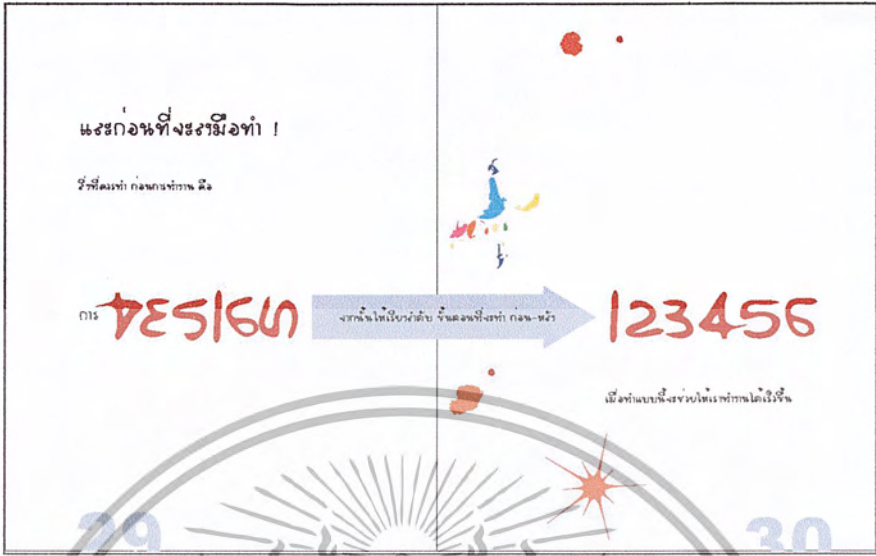 และก่อนที่จะลงมือทำ !
สิ่งที่ควรทำ ก่อนการทำงาน คือ
การ DESIGN จากนั้นให้เรียงลำดับ ขั้นตอนที่จะทำ ก่อน-หลัง 123456
เมื่อทำแบบนี้จะช่วยให้เราทำงานได้เร็วขึ้น
29
30